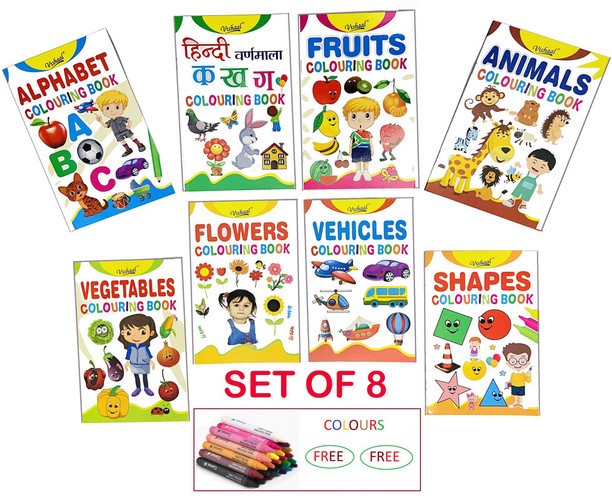 Vishaal
ALPHABET
COLOURING BOOK
A
B
C
Vishaal
हिन्दी वर्णमाला
क ख ग
COLOURING BOOK
Vishaal
FRUITS
COLOURING BOOK
Vishaal
ANIMALS
COLOURING BOOK
Vishaal
VEGETABLES
COLOURING BOOK
Vishaal
FLOWERS
COLOURING BOOK
Vishaal
VEHICLES
COLOURING BOOK
Vishaal
SHAPES
COLOURING BOOK
SET OF 8
COLOURS
FREE FREE